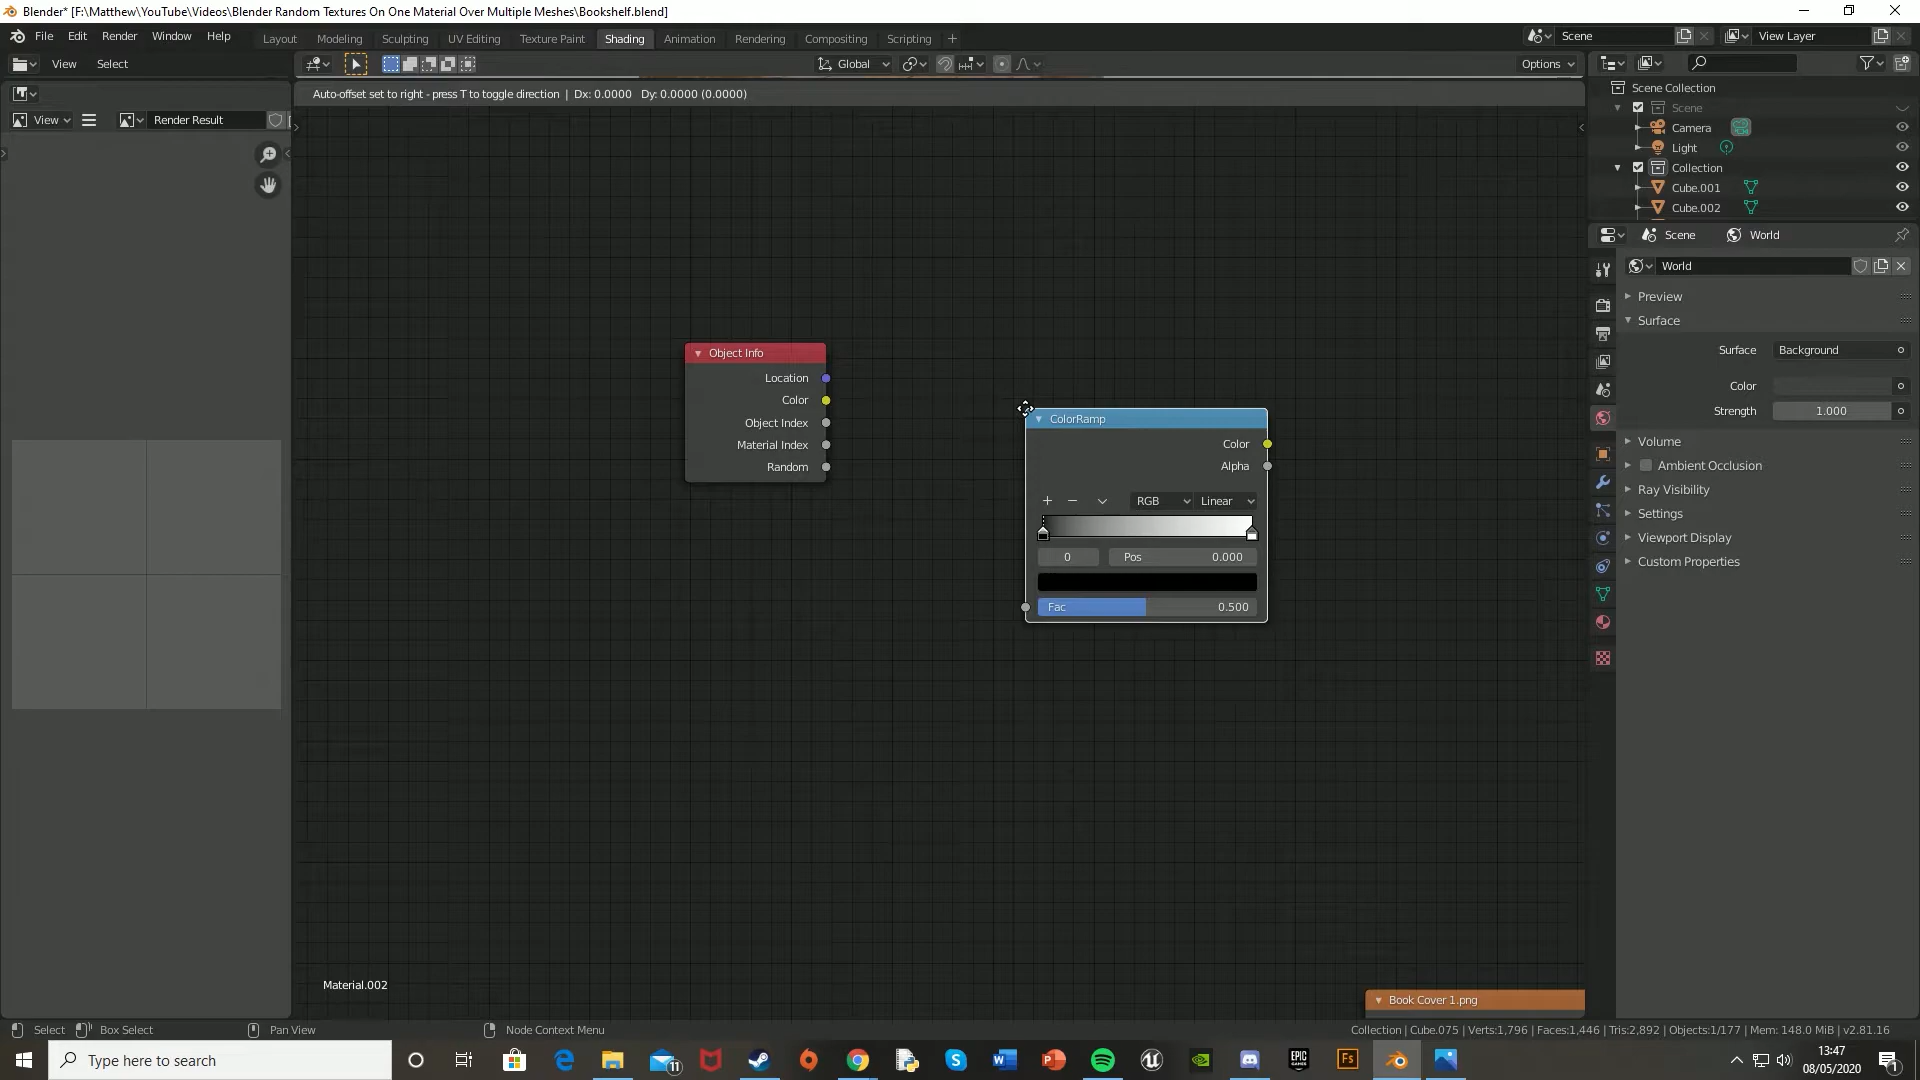 Blender* [F:\Matthew\YouTube\Videos\Blender Random Textures On One Material Over Multiple Meshes\Bookshelf.blend]
File Edit Render Window Help Layout Modeling Sculpting UV Editing Texture Paint Shading Animation Rendering Compositing Scripting + Scene View Layer
View Select Global Options
Auto-offset set to right - press T to toggle direction | Dx: 0.0000 Dy: 0.0000 (0.0000)
View Render Result
Scene Collection
Scene
Camera
Light
Collection
Cube.001
Cube.002
Scene World
World
Preview
Surface
Surface Background
Color
Strength 1.000
Volume
Ambient Occlusion
Ray Visibility
Settings
Viewport Display
Custom Properties
Object Info
Location
Color
Object Index
Material Index
Random
ColorRamp
Color
Alpha
RGB Linear
0 Pos 0.000
Fac 0.500
Material.002
Book Cover 1.png
Select Box Select Pan View Node Context Menu Collection | Cube.075 | Verts:1,796 | Faces:1,446 | Tris:2,892 | Objects:1/177 | Mem: 148.0 MiB | v2.81.16
Type here to search
11
EPIC GAMES
Fs
13:47
08/05/2020
1